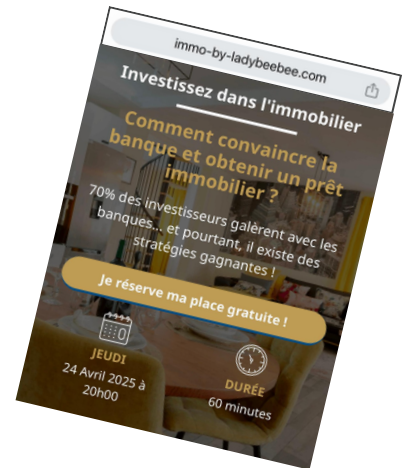 immo-by-ladybeebee.com
Investissez dans l'immobilier
Comment convaincre la
banque et obtenir un prêt
immobilier ?
70% des investisseurs galèrent avec les
banques... et pourtant, il existe des
stratégies gagnantes !
Je réserve ma place gratuite !
JEUDI
24 Avril 2025 à
20h00
DURÉE
60 minutes